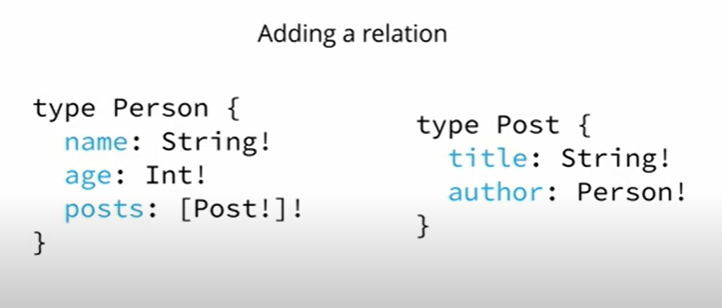 Adding a relation
type Person {
name: String!
age: Int!
posts: [Post!]!
}
type Post {
title: String!
author: Person!
}